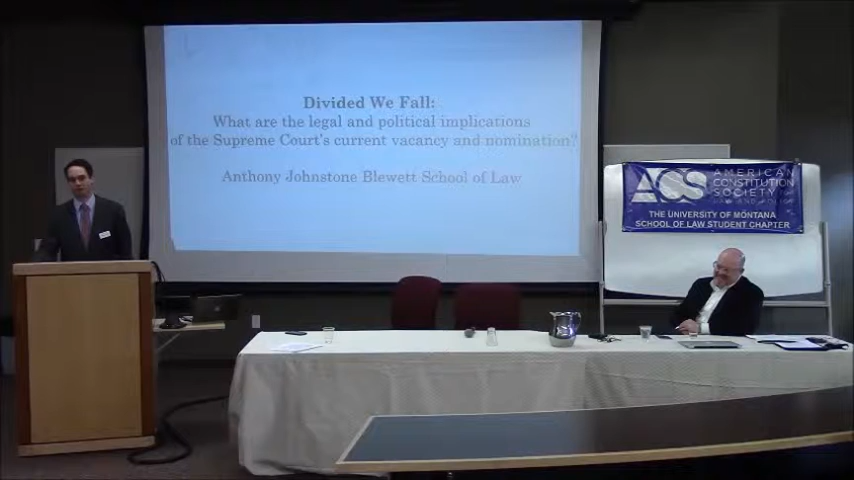 Divided We Fall:
What are the legal and political implications
of the Supreme Court's current vacancy and nomination?
Anthony Johnstone Blewett School of Law
ACS
AMERICAN
CONSTITUTION
SOCIETY
THE UNIVERSITY OF MONTANA
SCHOOL OF LAW STUDENT CHAPTER